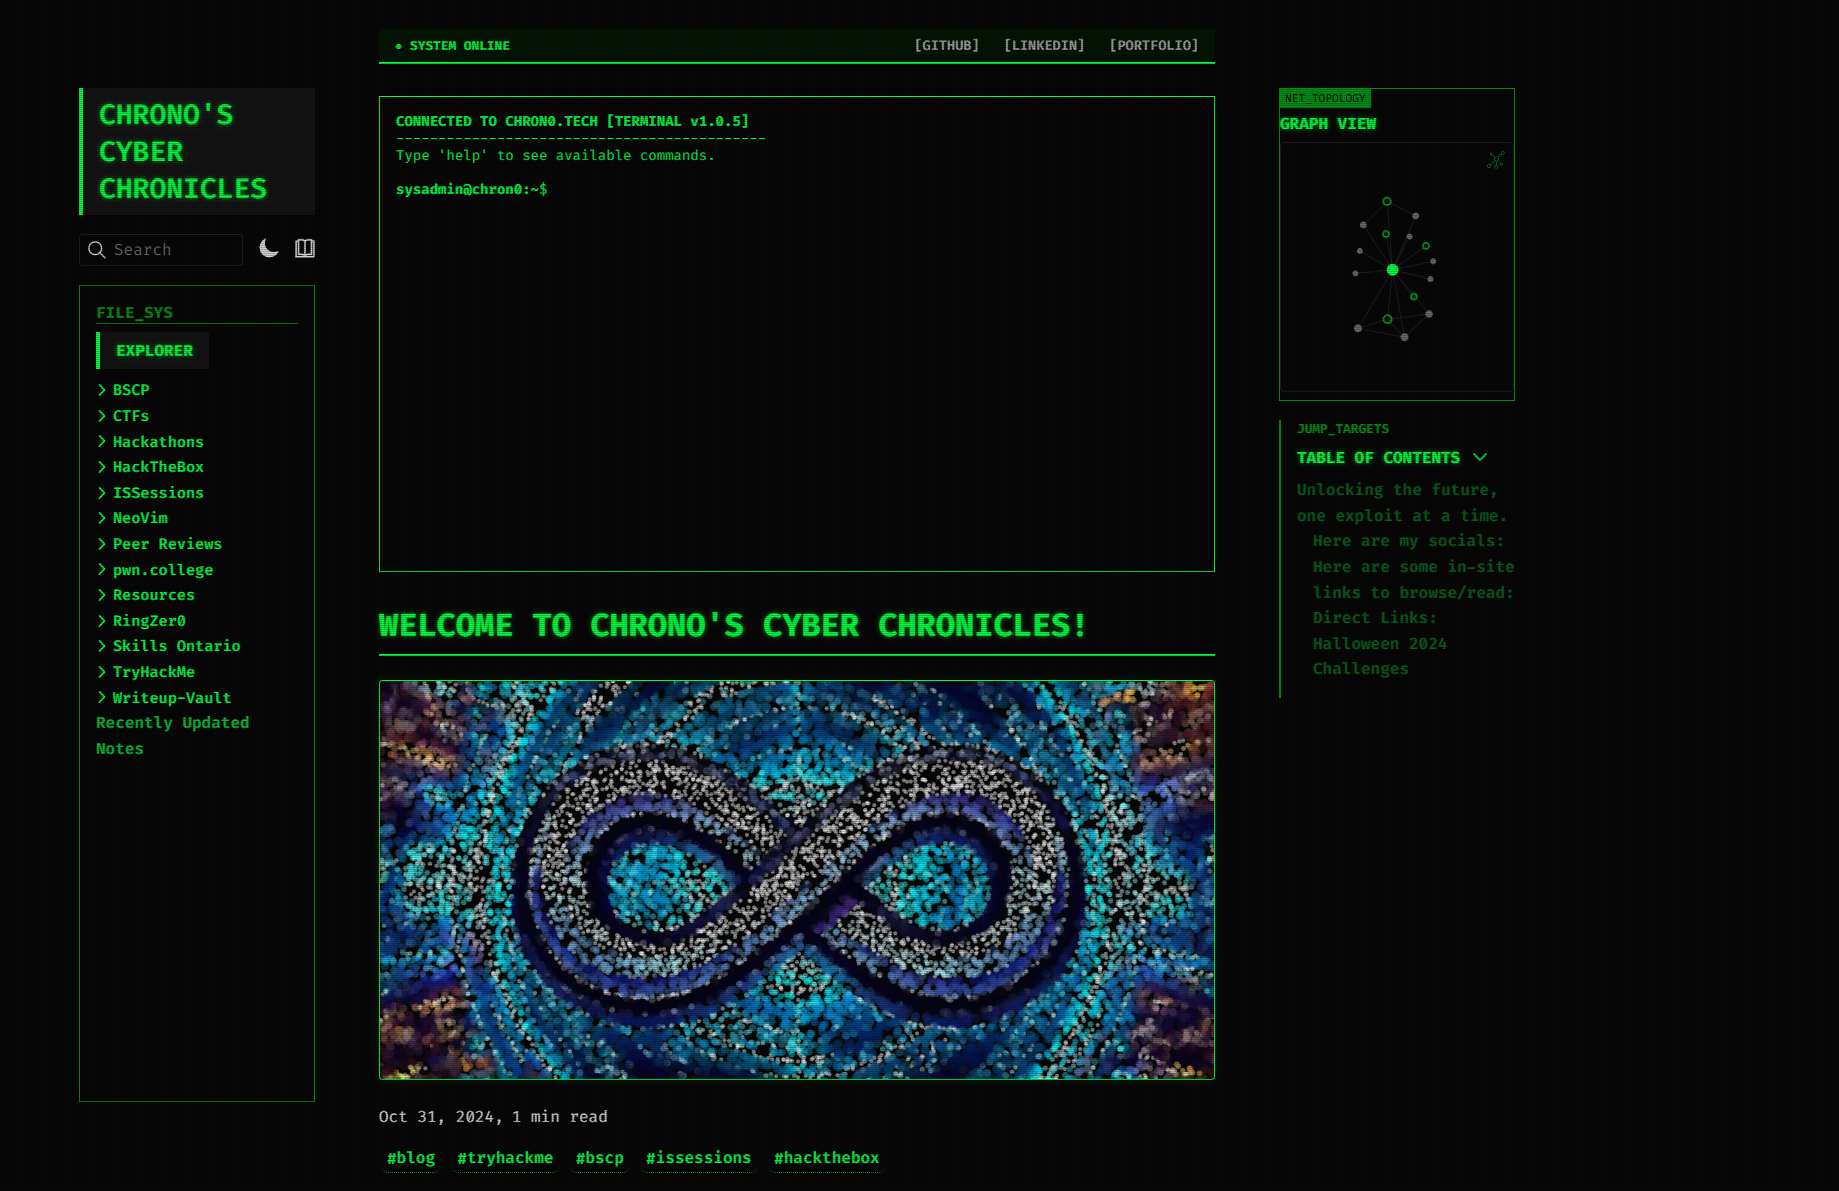 ● SYSTEM ONLINE [GITHUB] [LINKEDIN] [PORTFOLIO]
CHRONO'S
CYBER
CHRONICLES
Search
FILE_SYS
EXPLORER
BSCP
CTFs
Hackathons
HackTheBox
ISSessions
NeoVim
Peer Reviews
pwn.college
Resources
RingZer0
Skills Ontario
TryHackMe
Writeup-Vault
Recently Updated
Notes
CONNECTED TO CHRON0.TECH [TERMINAL v1.0.5]
--------------------------------------------
Type 'help' to see available commands.
sysadmin@chron0:~$
WELCOME TO CHRONO'S CYBER CHRONICLES!
Oct 31, 2024, 1 min read
#blog #tryhackme #bscp #issessions #hackthebox
NET_TOPOLOGY
GRAPH VIEW
JUMP_TARGETS
TABLE OF CONTENTS
Unlocking the future,
one exploit at a time.
Here are my socials:
Here are some in-site
links to browse/read:
Direct Links:
Halloween 2024
Challenges